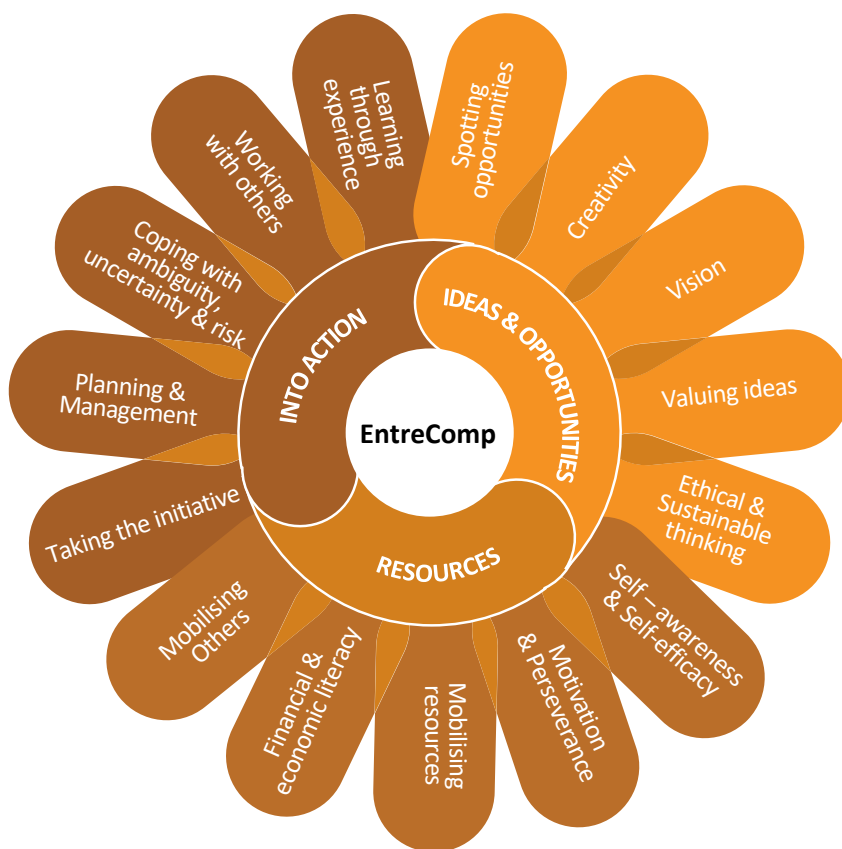 EntreComp
IDEAS & OPPORTUNITIES
Spotting
opportunities
Creativity
Vision
Valuing ideas
Ethical &
Sustainable
thinking
RESOURCES
Self – awareness
& Self-efficacy
Motivation
& Perseverance
Mobilising
resources
Financial &
economic literacy
Mobilising
Others
INTO ACTION
Taking the initiative
Planning &
Management
Coping with
ambiguity,
uncertainty & risk
Working
with others
Learning
through
experience